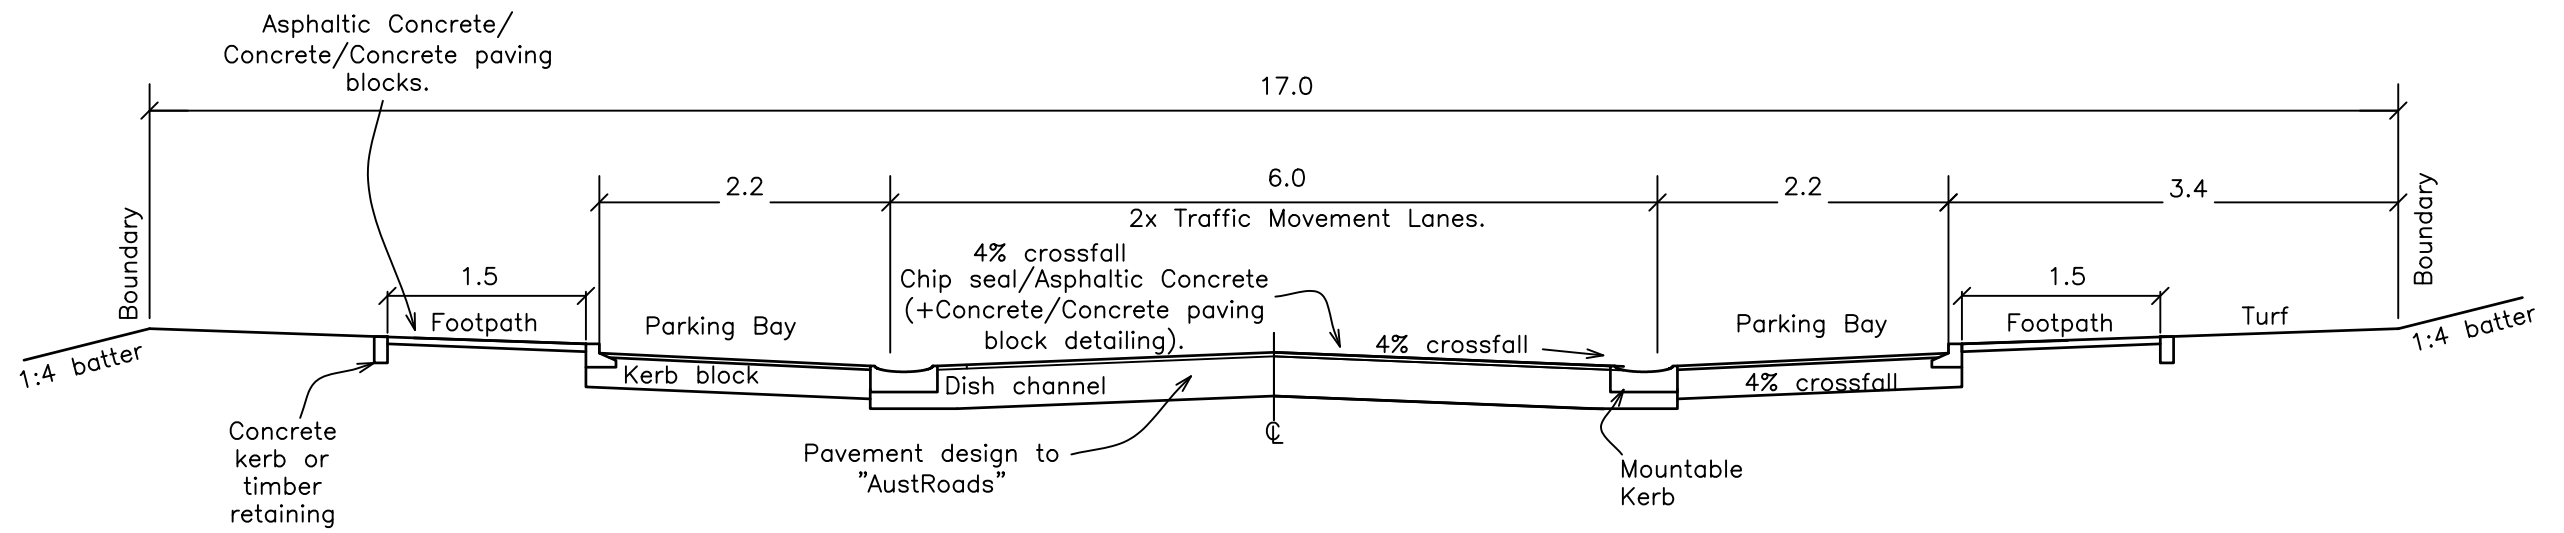 Asphaltic Concrete/
Concrete/Concrete paving
blocks.
17.0
2.2
6.0
2.2
3.4
2x Traffic Movement Lanes.
Boundary
Boundary
4% crossfall
Chip seal/Asphaltic Concrete
(+Concrete/Concrete paving
block detailing).
1.5
1.5
Footpath
Parking Bay
4% crossfall
Parking Bay
Footpath
Turf
1:4 batter
1:4 batter
Kerb block
Dish channel
4% crossfall
℄
Concrete
kerb or
timber
retaining
Pavement design to
"AustRoads"
Mountable
Kerb